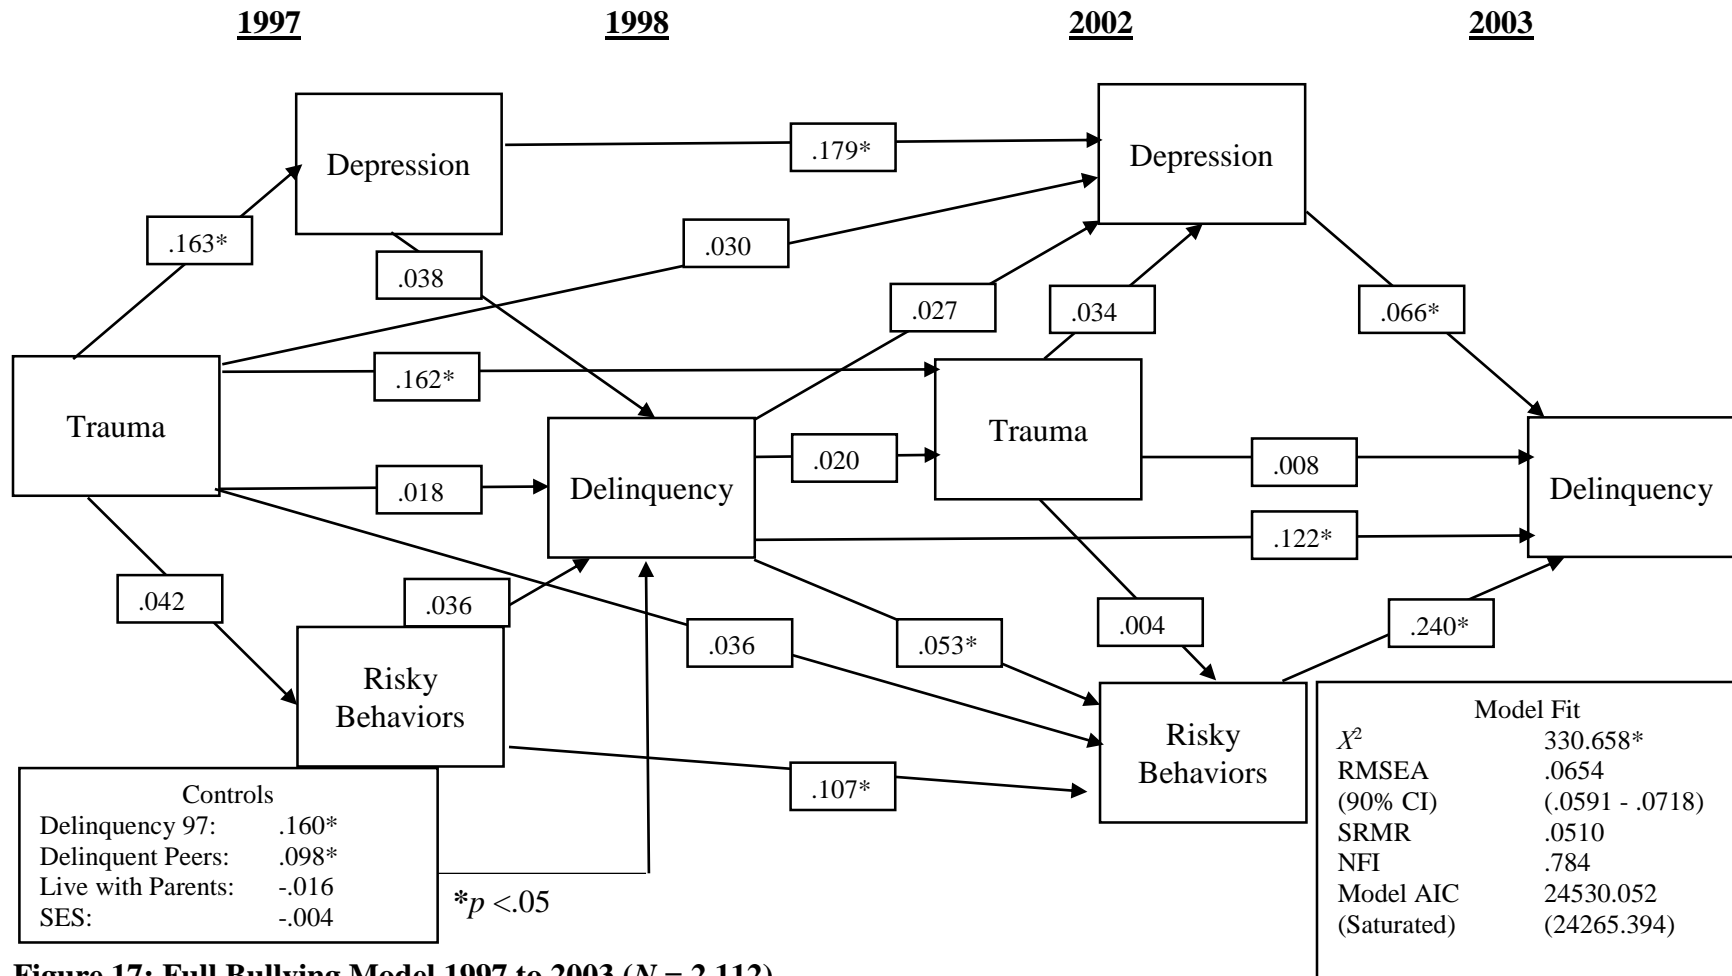 1997 1998 2002 2003
Depression
Depression
.179*
.163*
.030
.038
.027
.034
.066*
.162*
Trauma
Trauma
.020
.008
.018
Delinquency
Delinquency
.122*
.042
.036
.036
.053*
.004
.240*
Risky
Behaviors
Risky
Behaviors
.107*
Controls
Delinquency 97: .160*
Delinquent Peers: .098*
Live with Parents: -.016
SES: -.004
*p <.05
Model Fit
X² 330.658*
RMSEA .0654
(90% CI) (.0591 - .0718)
SRMR .0510
NFI .784
Model AIC 24530.052
(Saturated) (24265.394)
Figure 17: Full Bullying Model 1997 to 2003 (N = 2,112)